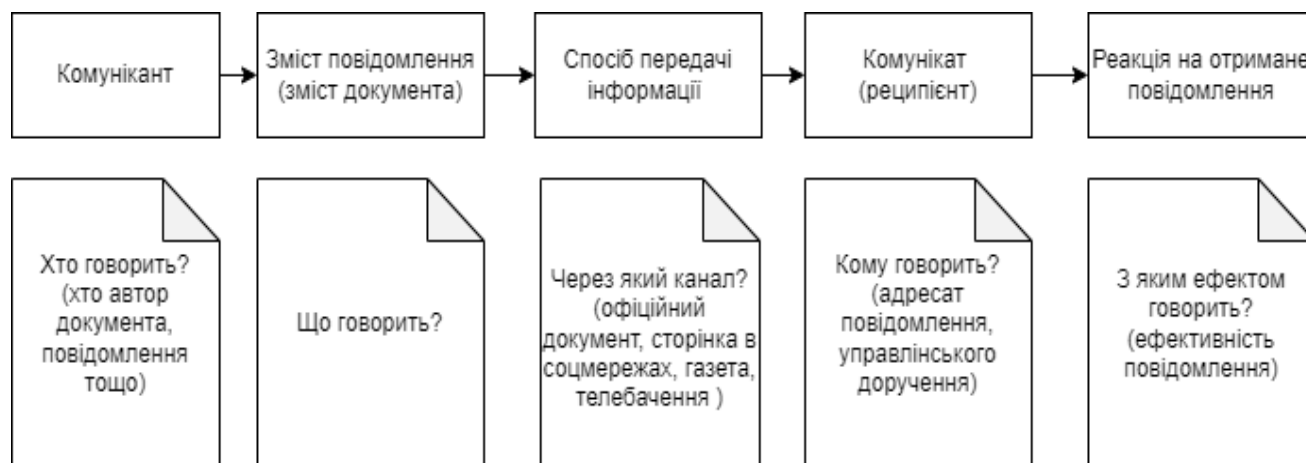 Комунікант
Зміст повідомлення
(зміст документа)
Спосіб передачі
інформації
Комунікат
(реципієнт)
Реакція на отримане
повідомлення
Хто говорить?
(хто автор
документа,
повідомлення
тощо)
Що говорить?
Через який канал?
(офіційний
документ, сторінка в
соцмережах, газета,
телебачення )
Кому говорить?
(адресат
повідомлення,
управлінського
доручення)
З яким ефектом
говорить?
(ефективність
повідомлення)